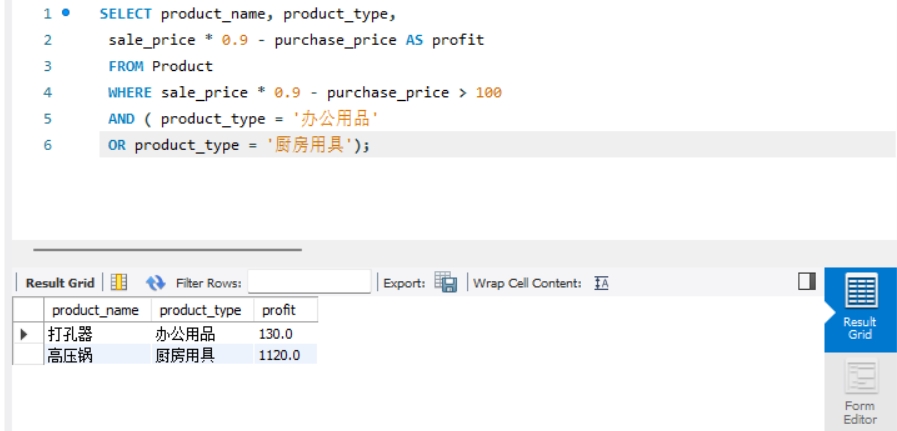 1 SELECT product_name, product_type,
2 sale_price * 0.9 - purchase_price AS profit
3 FROM Product
4 WHERE sale_price * 0.9 - purchase_price > 100
5 AND ( product_type = '办公用品'
6 OR product_type = '厨房用具');
Result Grid Filter Rows: Export: Wrap Cell Content: IA
product_name product_type profit
打孔器 办公用品 130.0
高压锅 厨房用具 1120.0
Result
Grid
Form
Editor